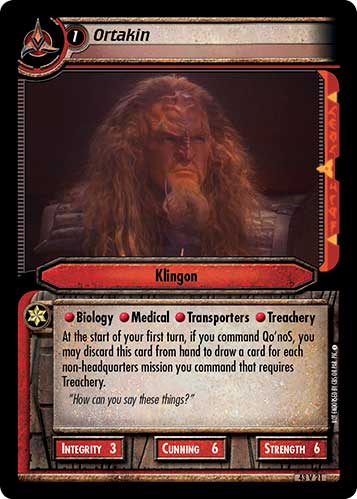 1 Ortakin
Klingon
Biology Medical Transporters Treachery
At the start of your first turn, if you command Qo'noS, you
may discard this card from hand to draw a card for each
non-headquarters mission you command that requires
Treachery.
"How can you say these things?"
INTEGRITY 3 CUNNING 6 STRENGTH 6
43 V 21